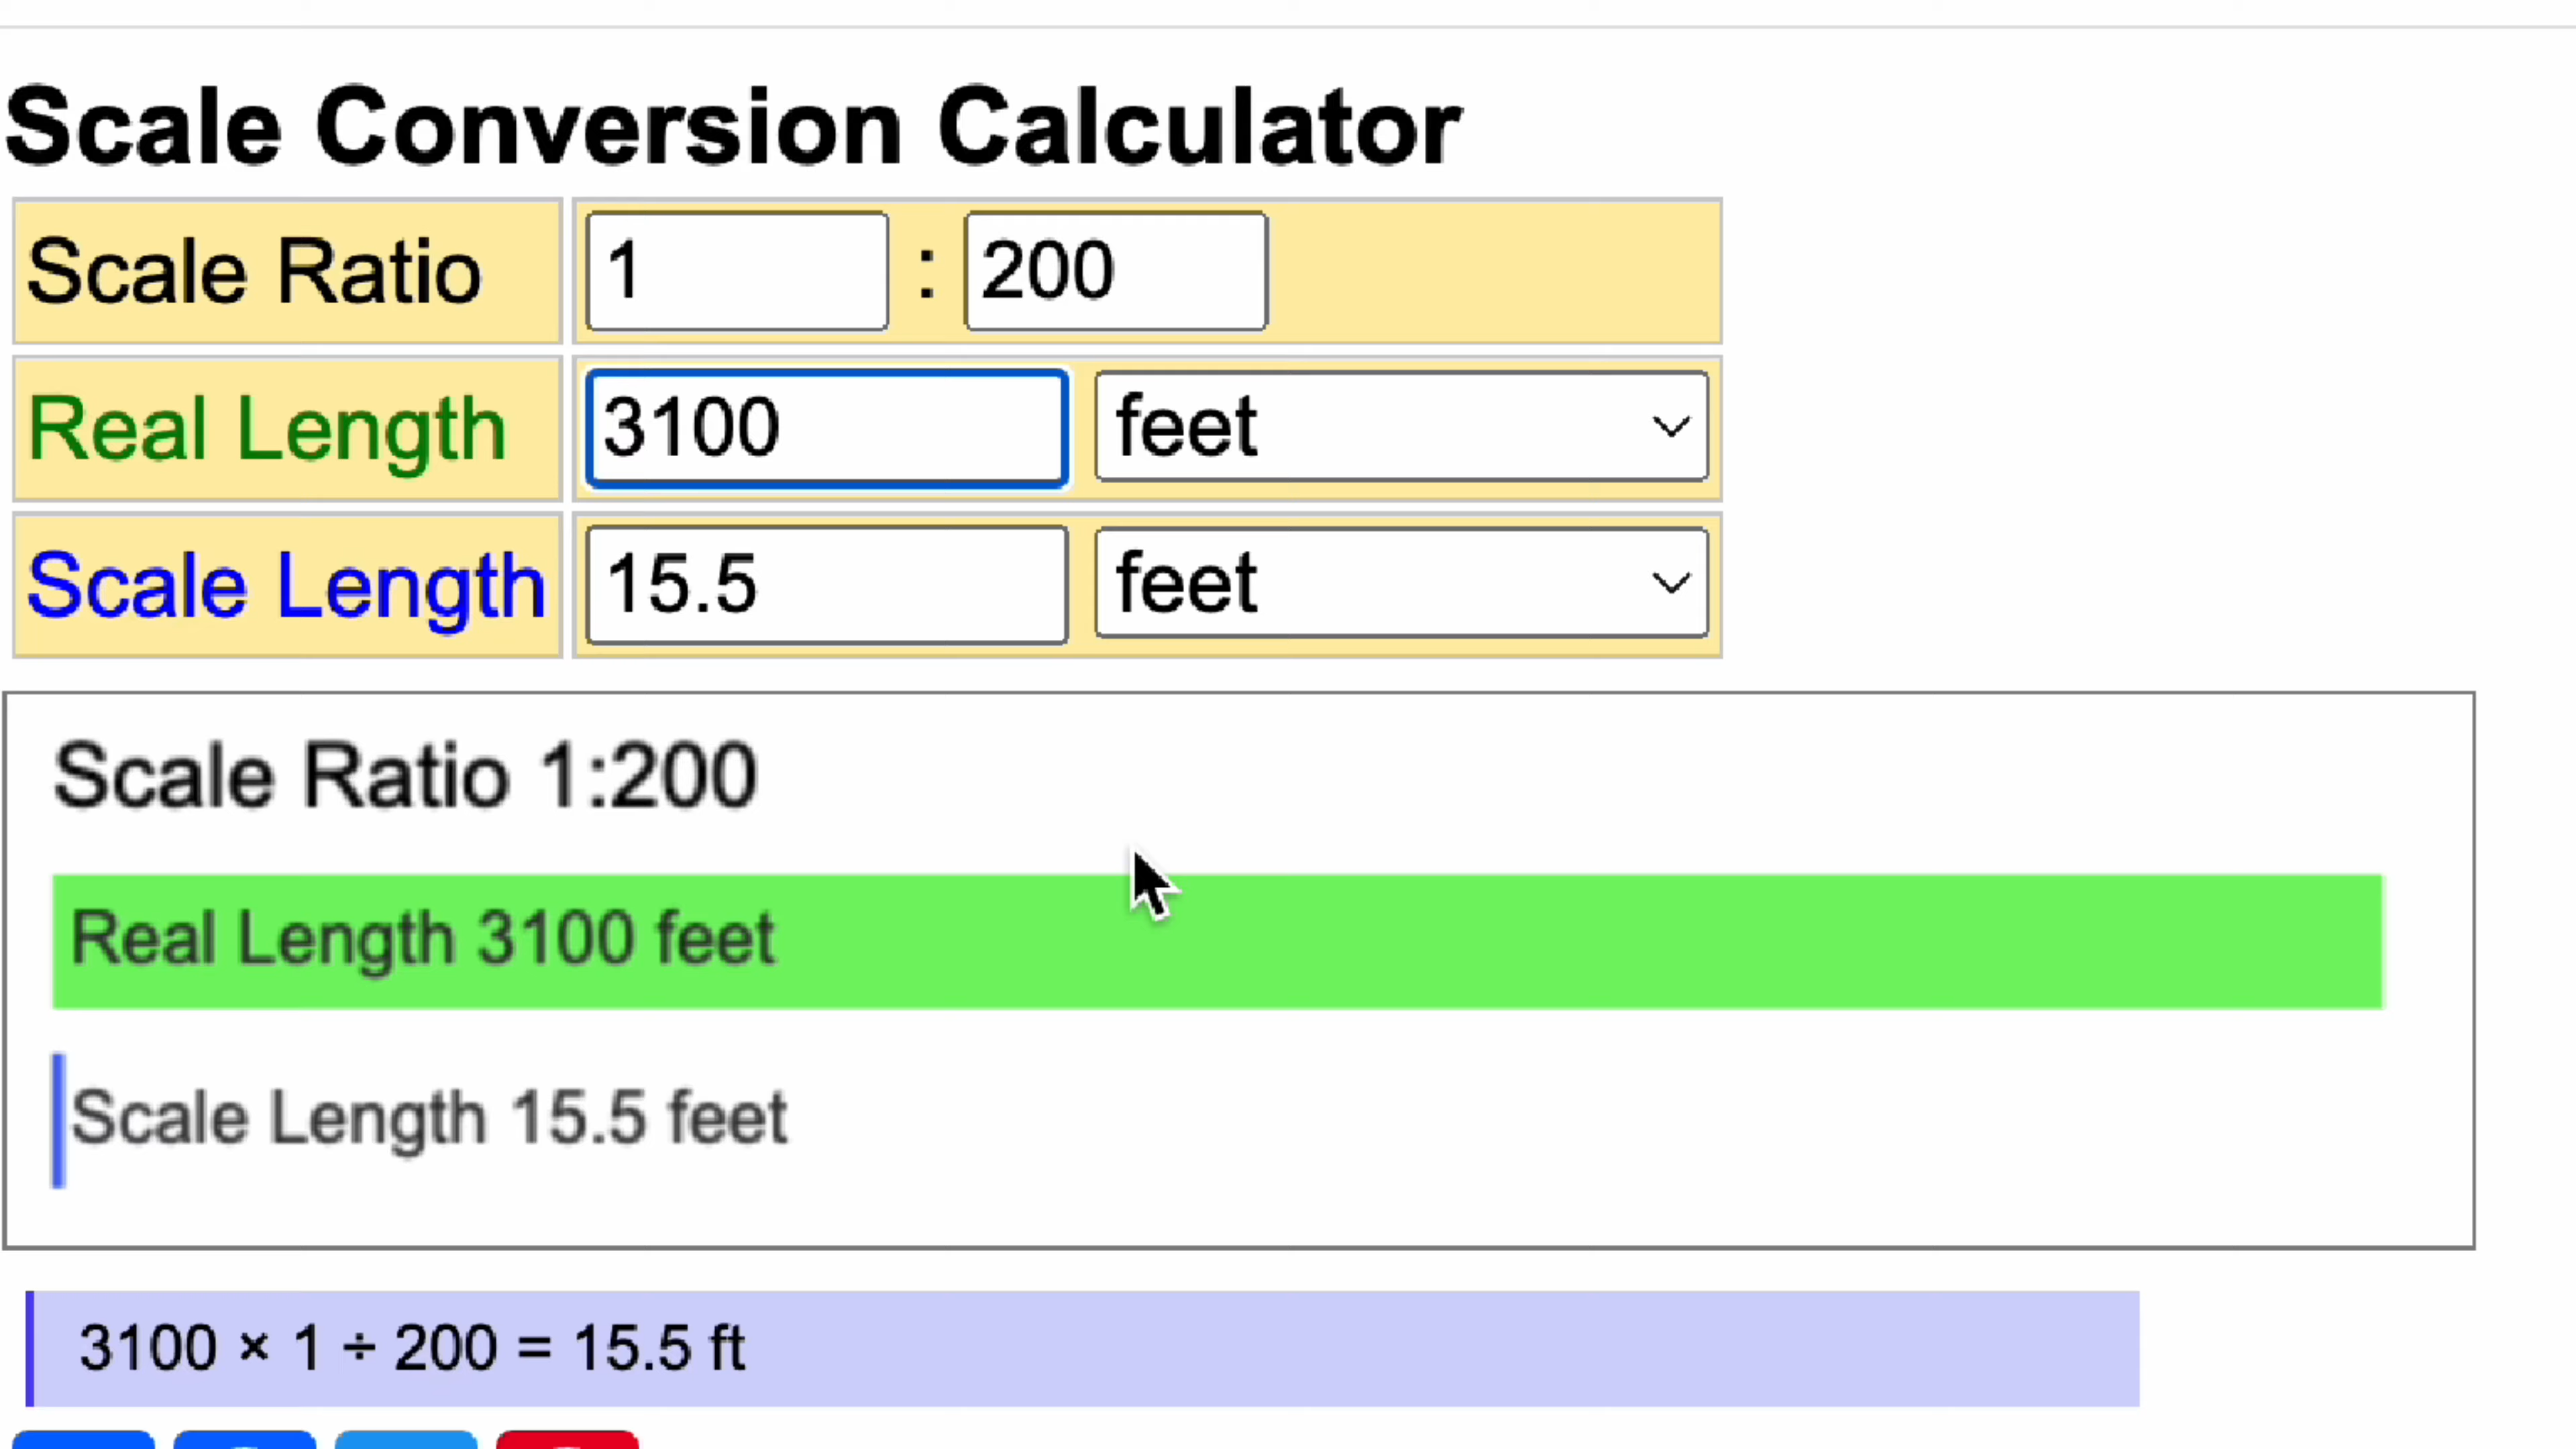 Scale Conversion Calculator
Scale Ratio 1 : 200
Real Length 3100 feet
Scale Length 15.5 feet
Scale Ratio 1:200
Real Length 3100 feet
Scale Length 15.5 feet
3100 × 1 ÷ 200 = 15.5 ft